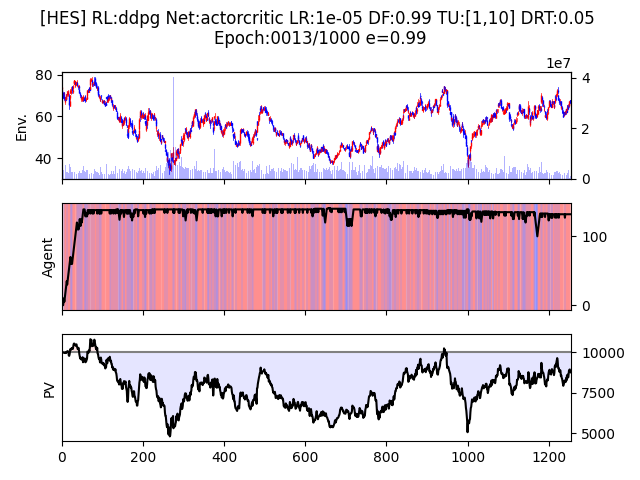 [HES] RL:ddpg Net:actorcritic LR:1e-05 DF:0.99 TU:[1,10] DRT:0.05
Epoch:0013/1000 e=0.99
1e7
80
60
40
Env.
4
2
0
Agent
100
0
PV
10000
7500
5000
0 200 400 600 800 1000 1200